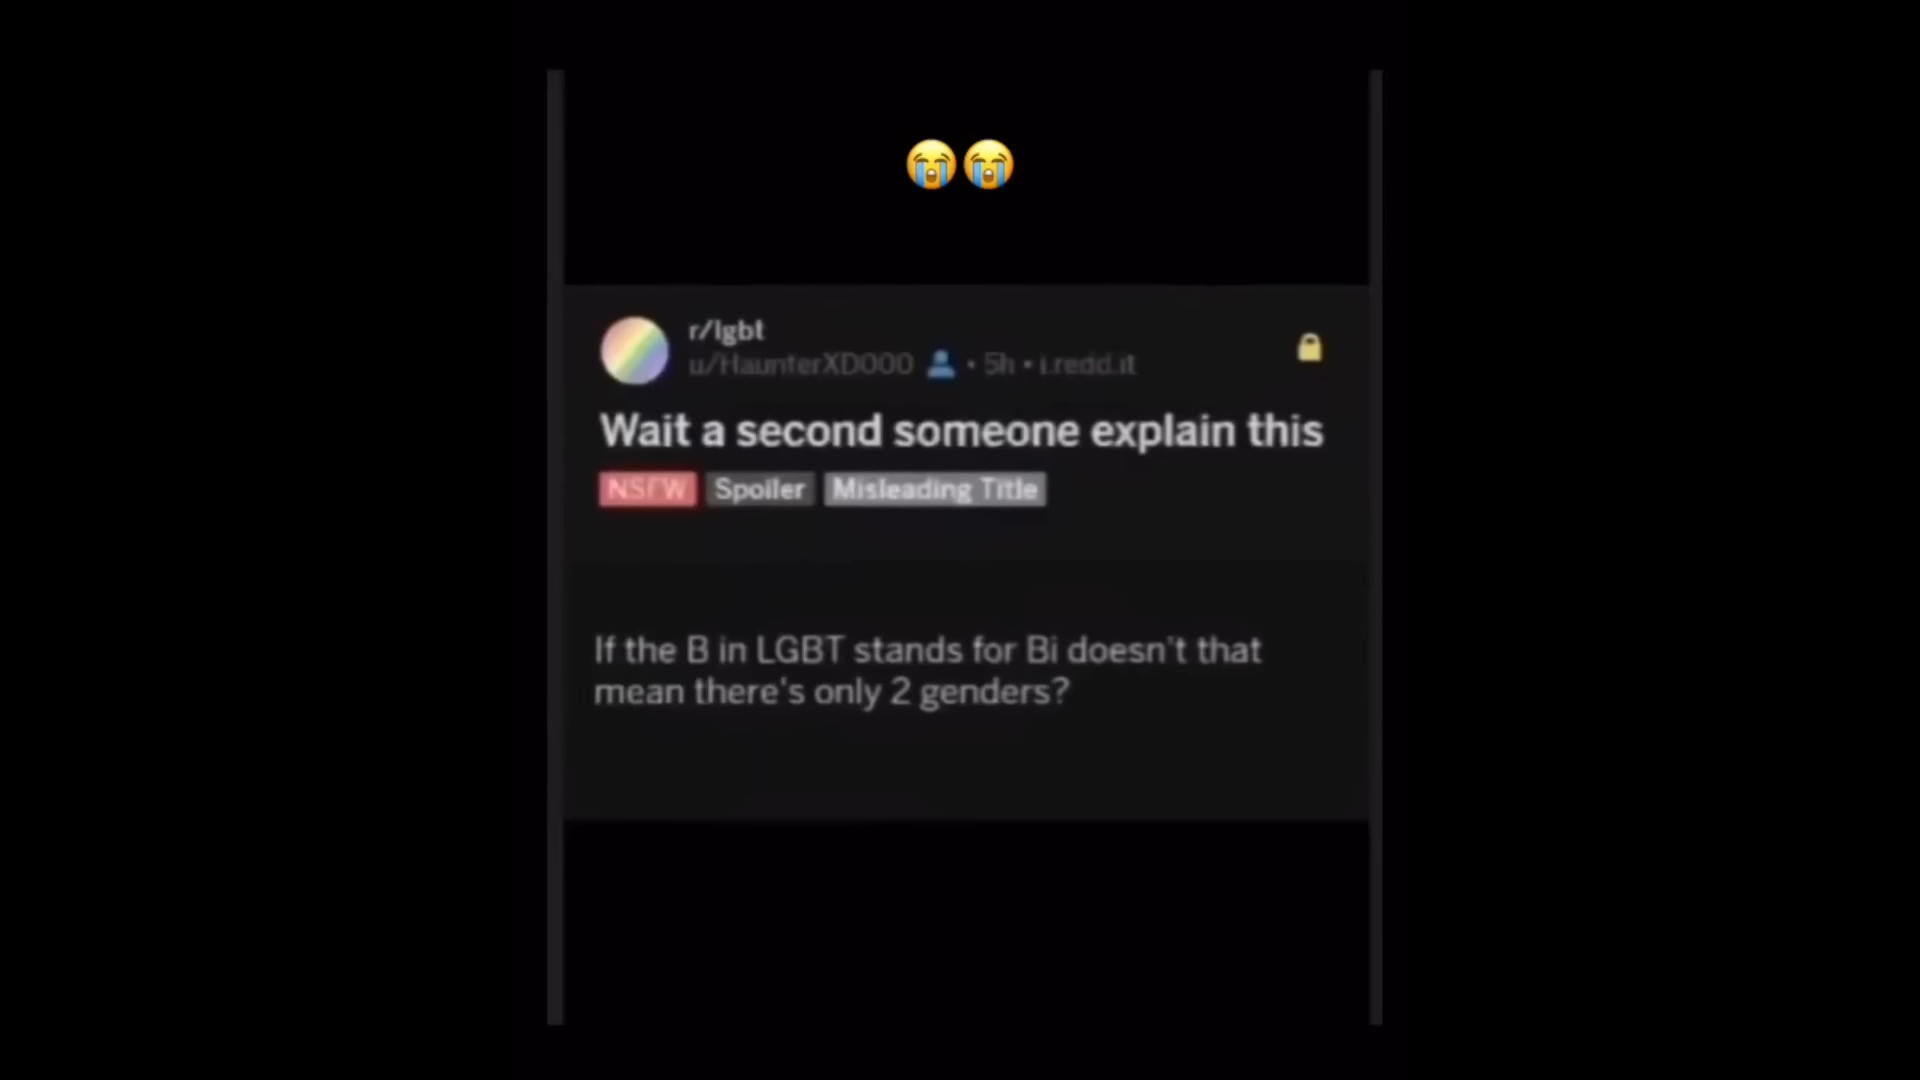 😭😭
r/lgbt
u/HaunterXD000 • 5h • i.redd.it
Wait a second someone explain this
NSFW Spoiler Misleading Title
If the B in LGBT stands for Bi doesn't that
mean there's only 2 genders?